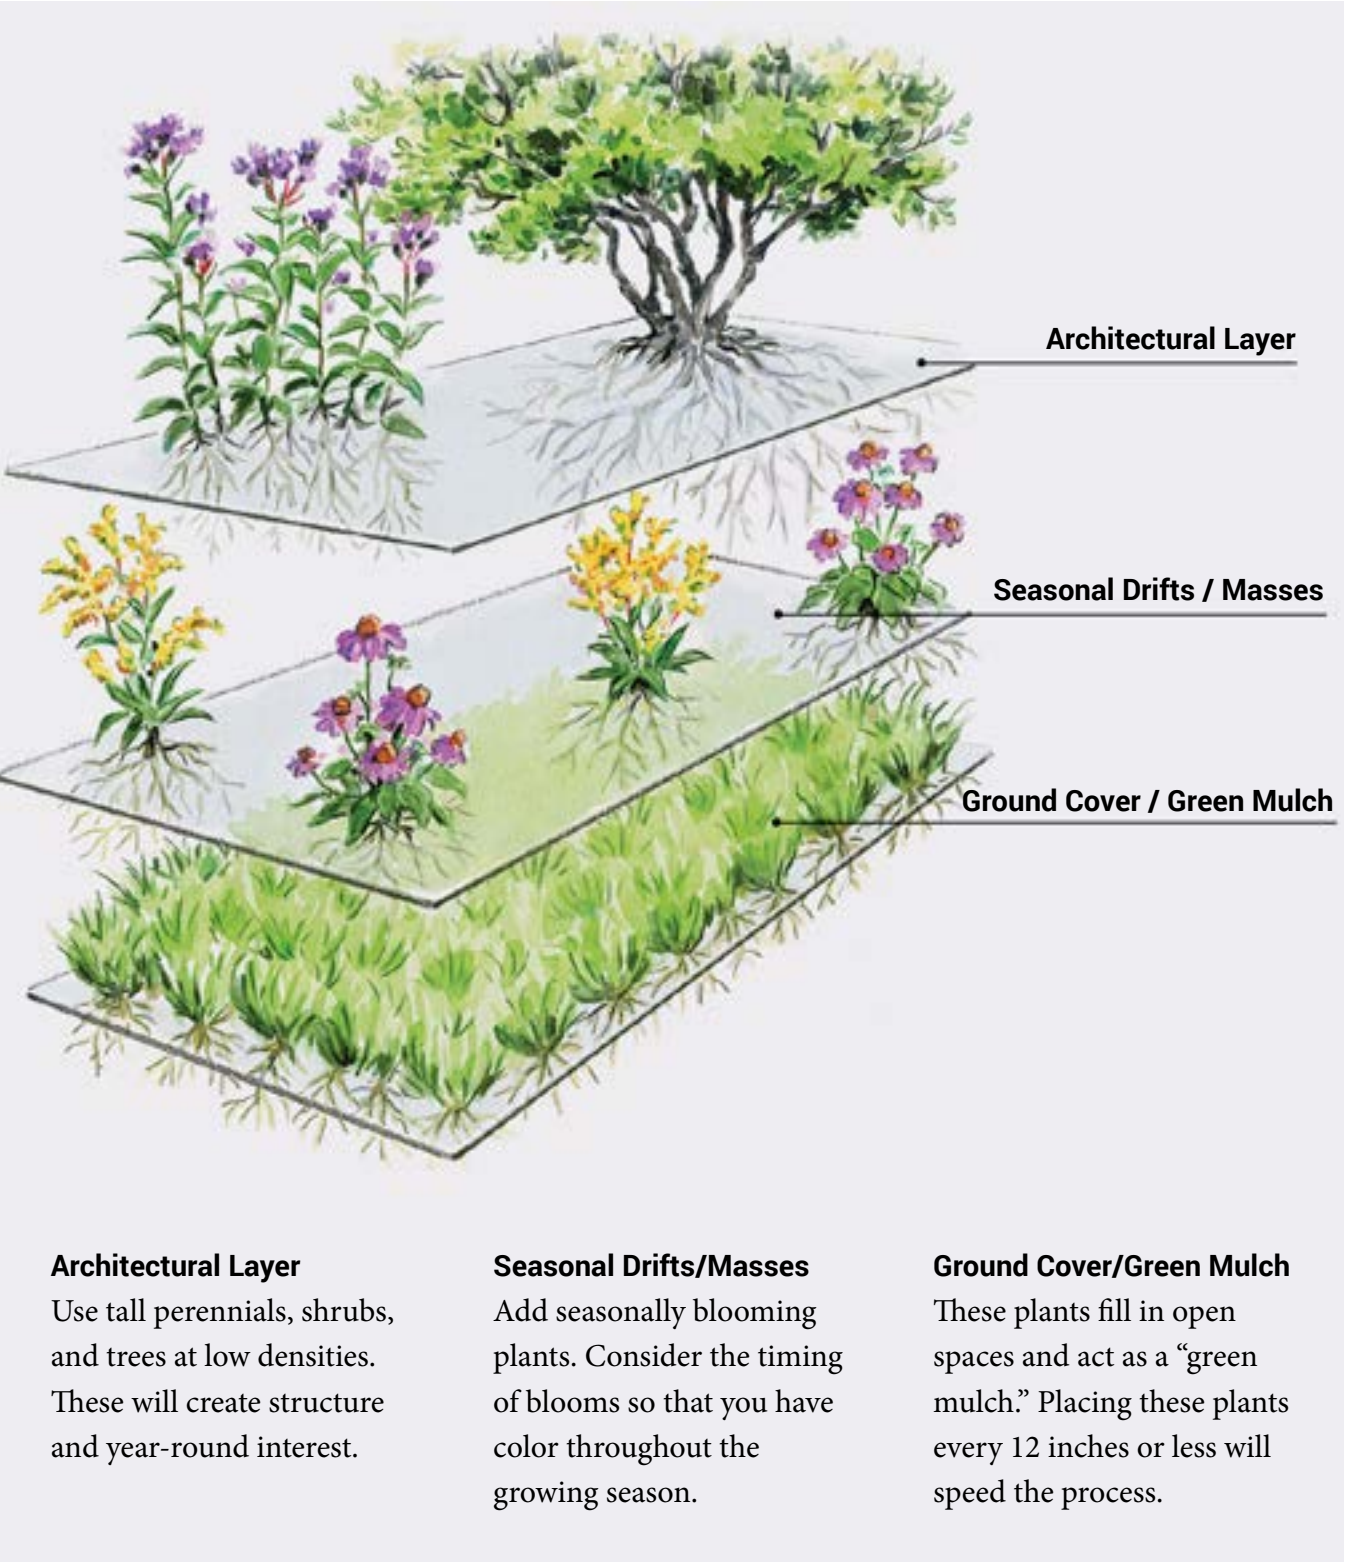 Architectural Layer
Seasonal Drifts / Masses
Ground Cover / Green Mulch
Architectural Layer
Use tall perennials, shrubs,
and trees at low densities.
These will create structure
and year-round interest.
Seasonal Drifts/Masses
Add seasonally blooming
plants. Consider the timing
of blooms so that you have
color throughout the
growing season.
Ground Cover/Green Mulch
These plants fill in open
spaces and act as a “green
mulch.” Placing these plants
every 12 inches or less will
speed the process.